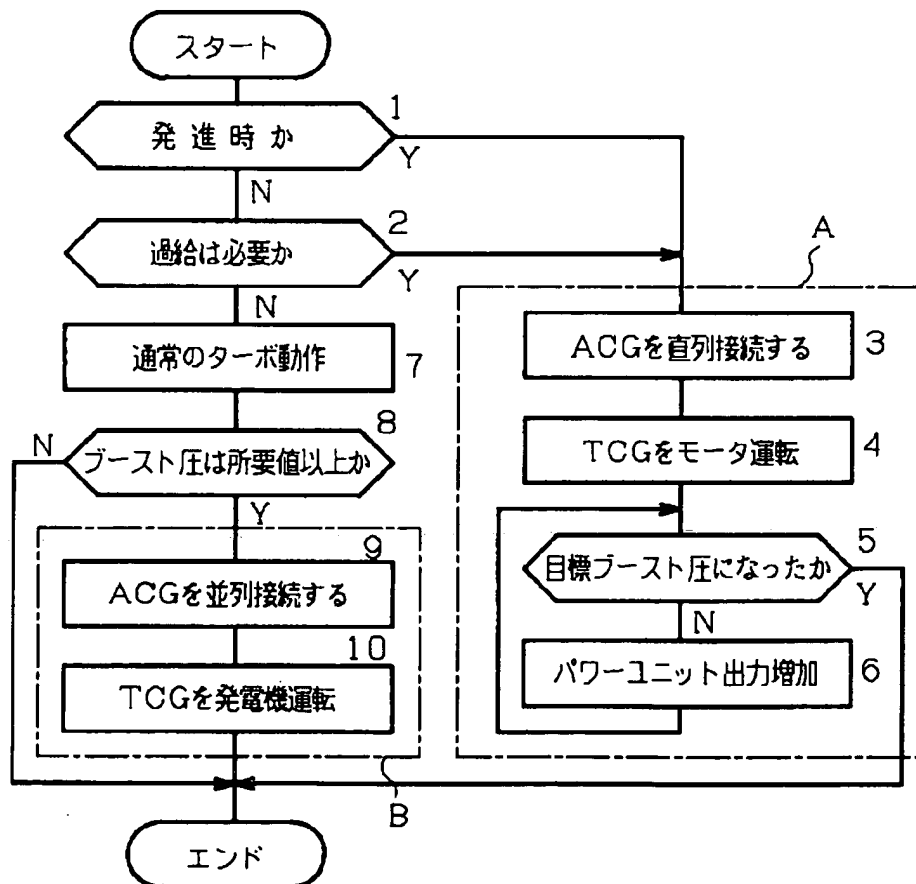 スタート
1
発進時か
Y
N
2
過給は必要か
Y
N
A
通常のターボ動作
7
ACGを直列接続する
3
8
N
ブースト圧は所要値以上か
Y
TCGをモータ運転
4
9
ACGを並列接続する
5
目標ブースト圧になったか
Y
N
10
TCGを発電機運転
パワーユニット出力増加
6
B
エンド